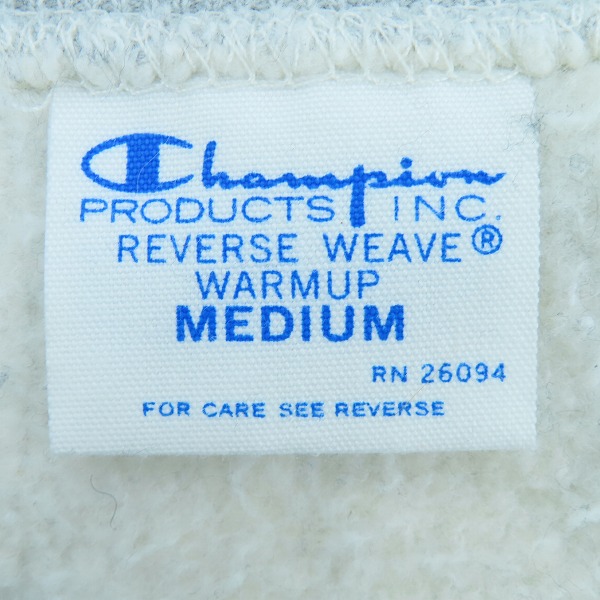 Champion
PRODUCTS INC.
REVERSE WEAVE®
WARMUP
MEDIUM
RN 26094
FOR CARE SEE REVERSE